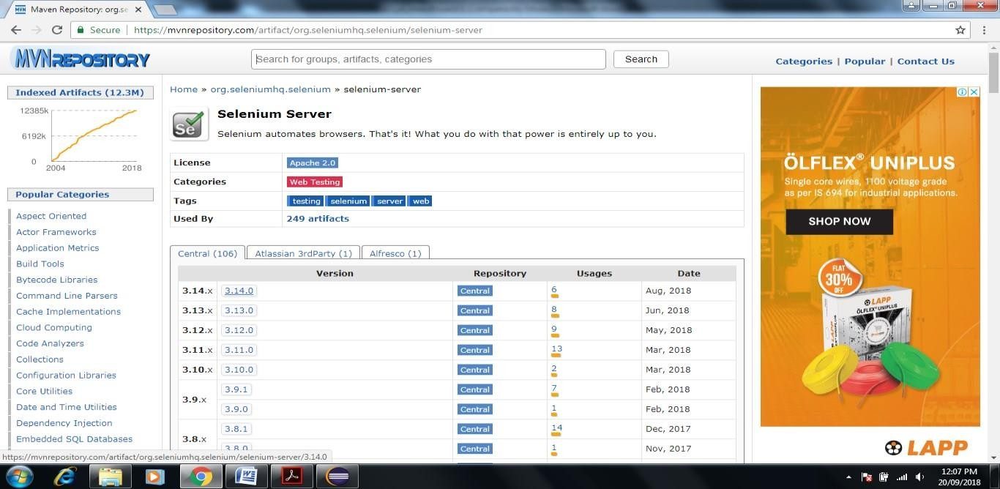 Maven Repository: org.se
Secure | https://mvnrepository.com/artifact/org.seleniumhq.selenium/selenium-server
MVNREPOSITORY
Search for groups, artifacts, categories
Search
Categories | Popular | Contact Us
Indexed Artifacts (12.3M)
12385k
6192k
0
2004 2018
Popular Categories
Aspect Oriented
Actor Frameworks
Application Metrics
Build Tools
Bytecode Libraries
Command Line Parsers
Cache Implementations
Cloud Computing
Code Analyzers
Collections
Configuration Libraries
Core Utilities
Date and Time Utilities
Dependency Injection
Embedded SQL Databases
Home » org.seleniumhq.selenium » selenium-server
Se
Selenium Server
Selenium automates browsers. That's it! What you do with that power is entirely up to you.
License Apache 2.0
Categories Web Testing
Tags testing selenium server web
Used By 249 artifacts
Central (106) Atlassian 3rdParty (1) Alfresco (1)
Version Repository Usages Date
3.14.x 3.14.0 Central 6 Aug, 2018
3.13.x 3.13.0 Central 8 Jun, 2018
3.12.x 3.12.0 Central 9 May, 2018
3.11.x 3.11.0 Central 13 Mar, 2018
3.10.x 3.10.0 Central 2 Mar, 2018
3.9.x 3.9.1 Central 7 Feb, 2018
3.9.0 Central 1 Feb, 2018
3.8.x 3.8.1 Central 14 Dec, 2017
3.8.0 Central 1 Nov, 2017
ÖLFLEX® UNIPLUS
Single core wires, 1100 voltage grade
as per IS 694 for industrial applications.
SHOP NOW
FLAT
30%
OFF
LAPP
ÖLFLEX® UNIPLUS
LAPP
https://mvnrepository.com/artifact/org.seleniumhq.selenium/selenium-server/3.14.0
12:07 PM
20/09/2018